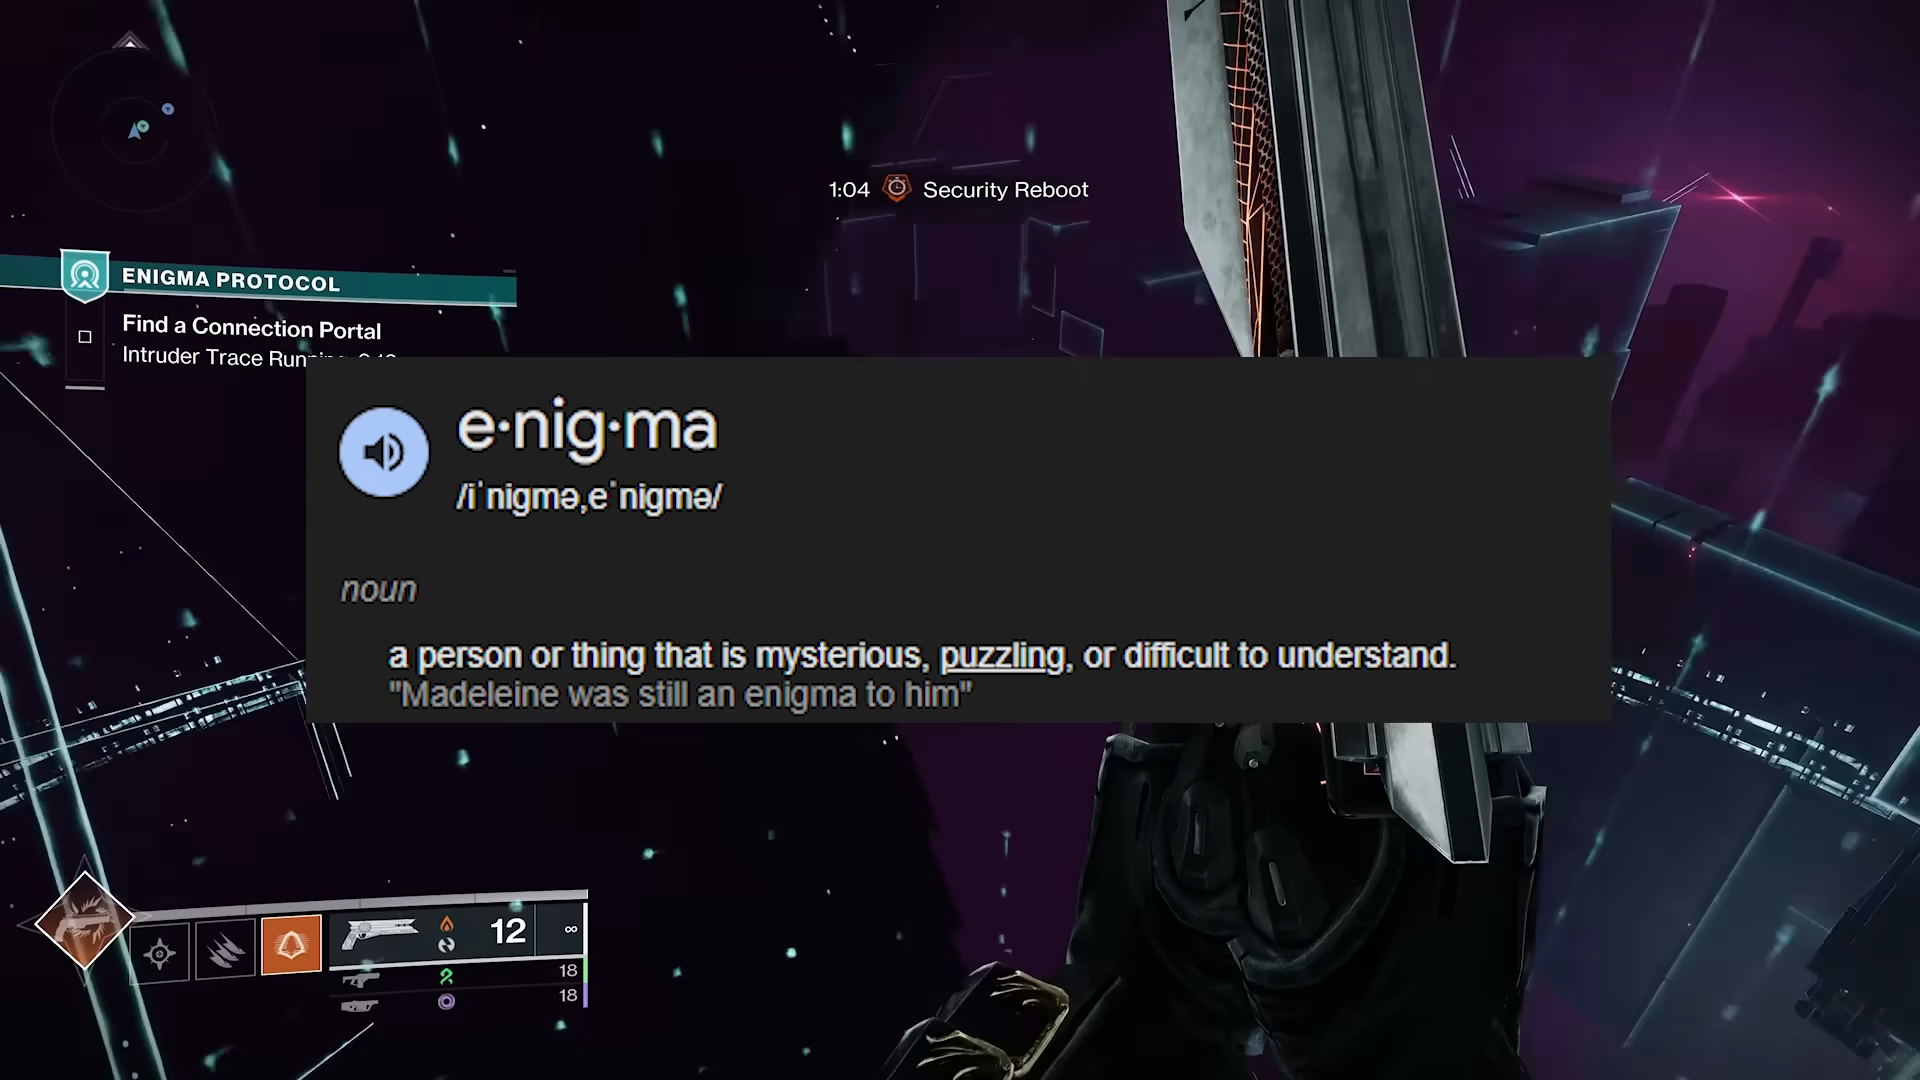 1:04 Security Reboot
ENIGMA PROTOCOL
Find a Connection Portal
Intruder Trace
e·nig·ma
/iˈnigmə,eˈnigmə/
noun
a person or thing that is mysterious, puzzling, or difficult to understand.
"Madeleine was still an enigma to him"
12 ∞
18
18